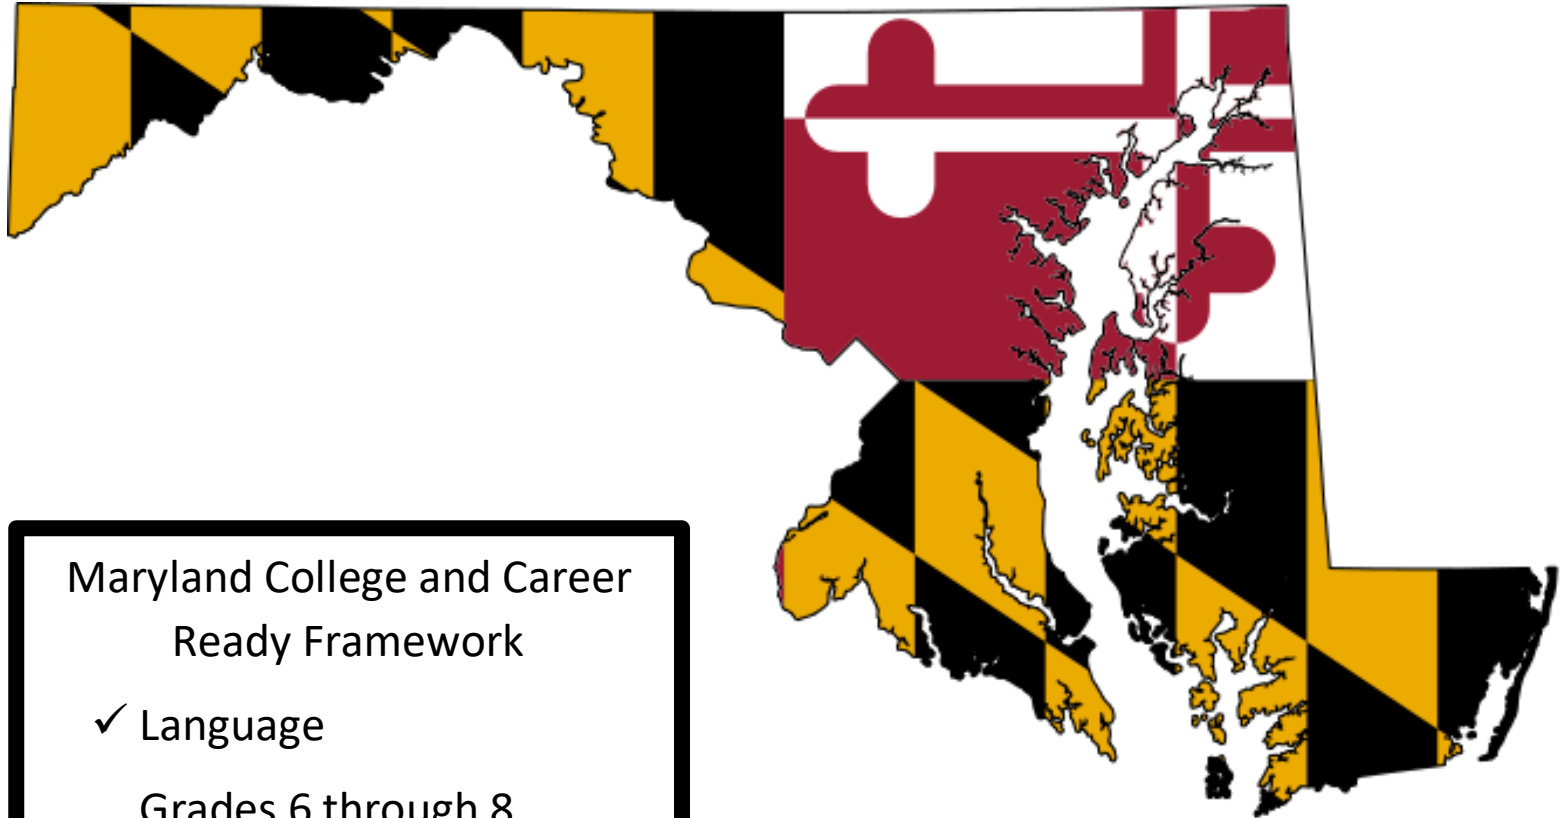 Maryland College and Career
Ready Framework
✓ Language
Grades 6 through 8